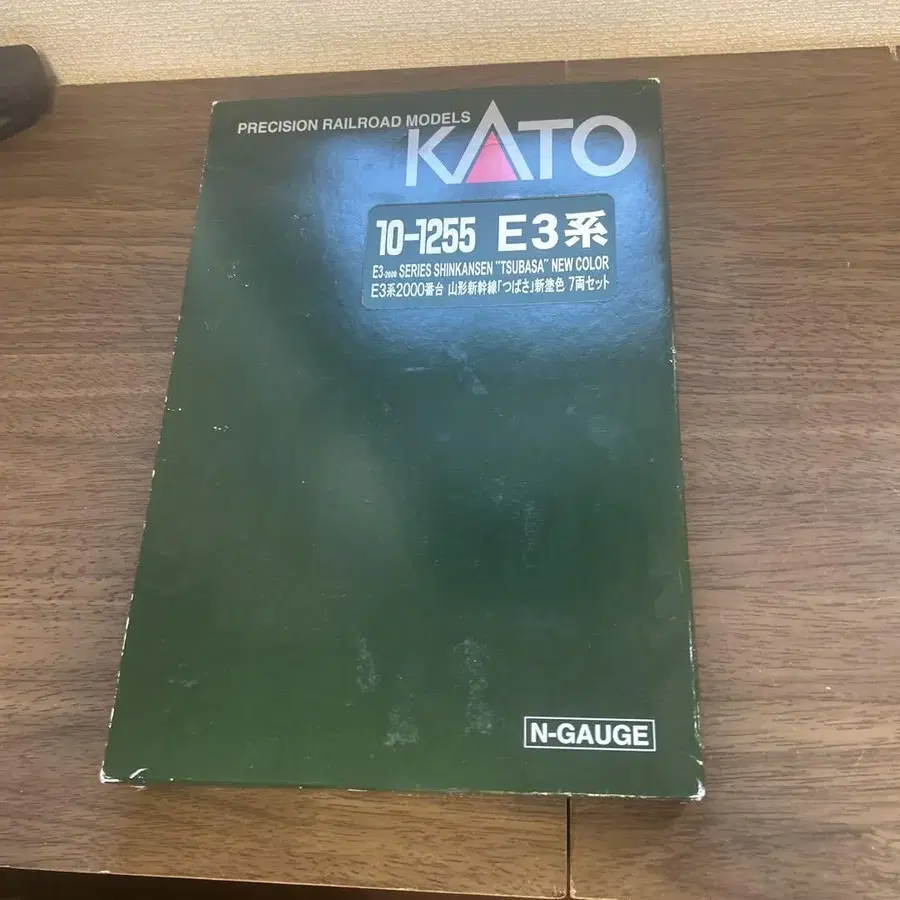 PRECISION RAILROAD MODELS
KATO
10-1255 E3系
E3-2000 SERIES SHINKANSEN "TSUBASA" NEW COLOR
E3系2000番台 山形新幹線「つばさ」新塗色 7両セット
N-GAUGE